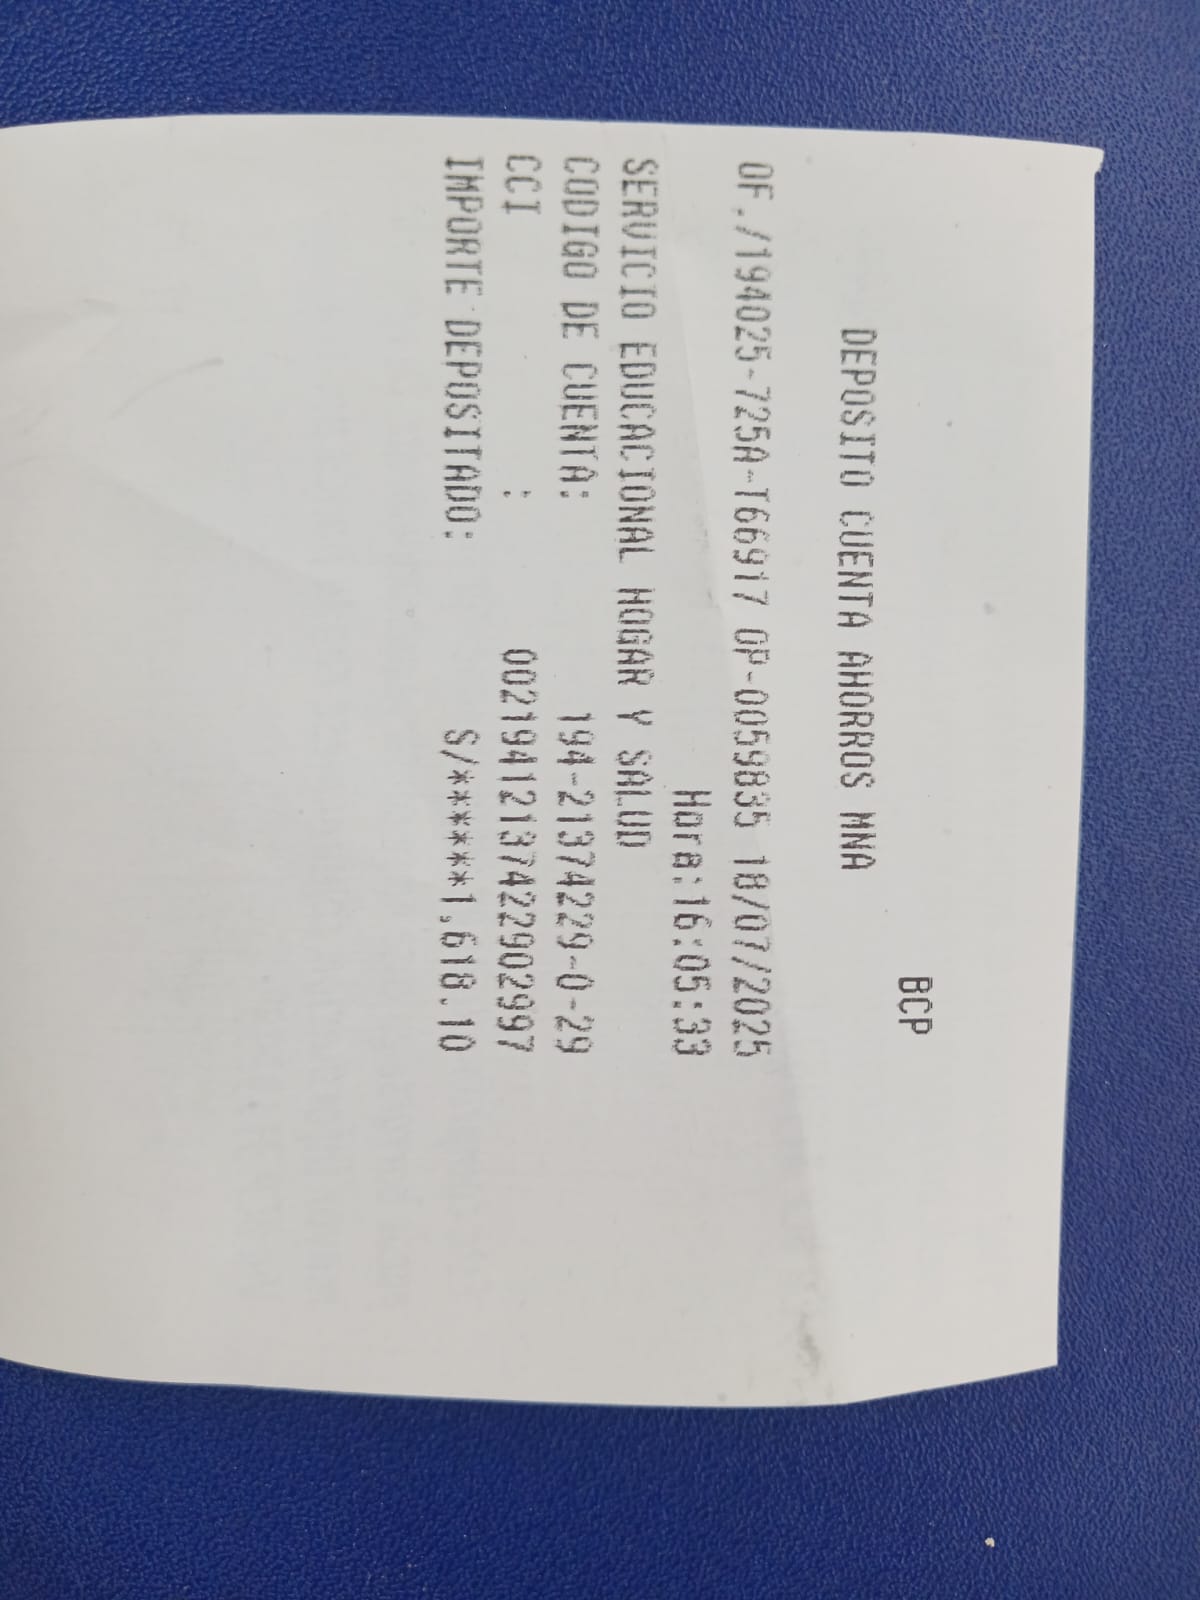 BCP
DEPOSITO CUENTA AHORROS MNA
OF./194025-725A-T66917 OP-0059835 18/07/2025
Hora:16:05:33
SERVICIO EDUCACIONAL HOGAR Y SALUD
CODIGO DE CUENTA: 194-21374229-0-29
CCI : 00219412137422902997
IMPORTE DEPOSITADO: S/******1,618.10